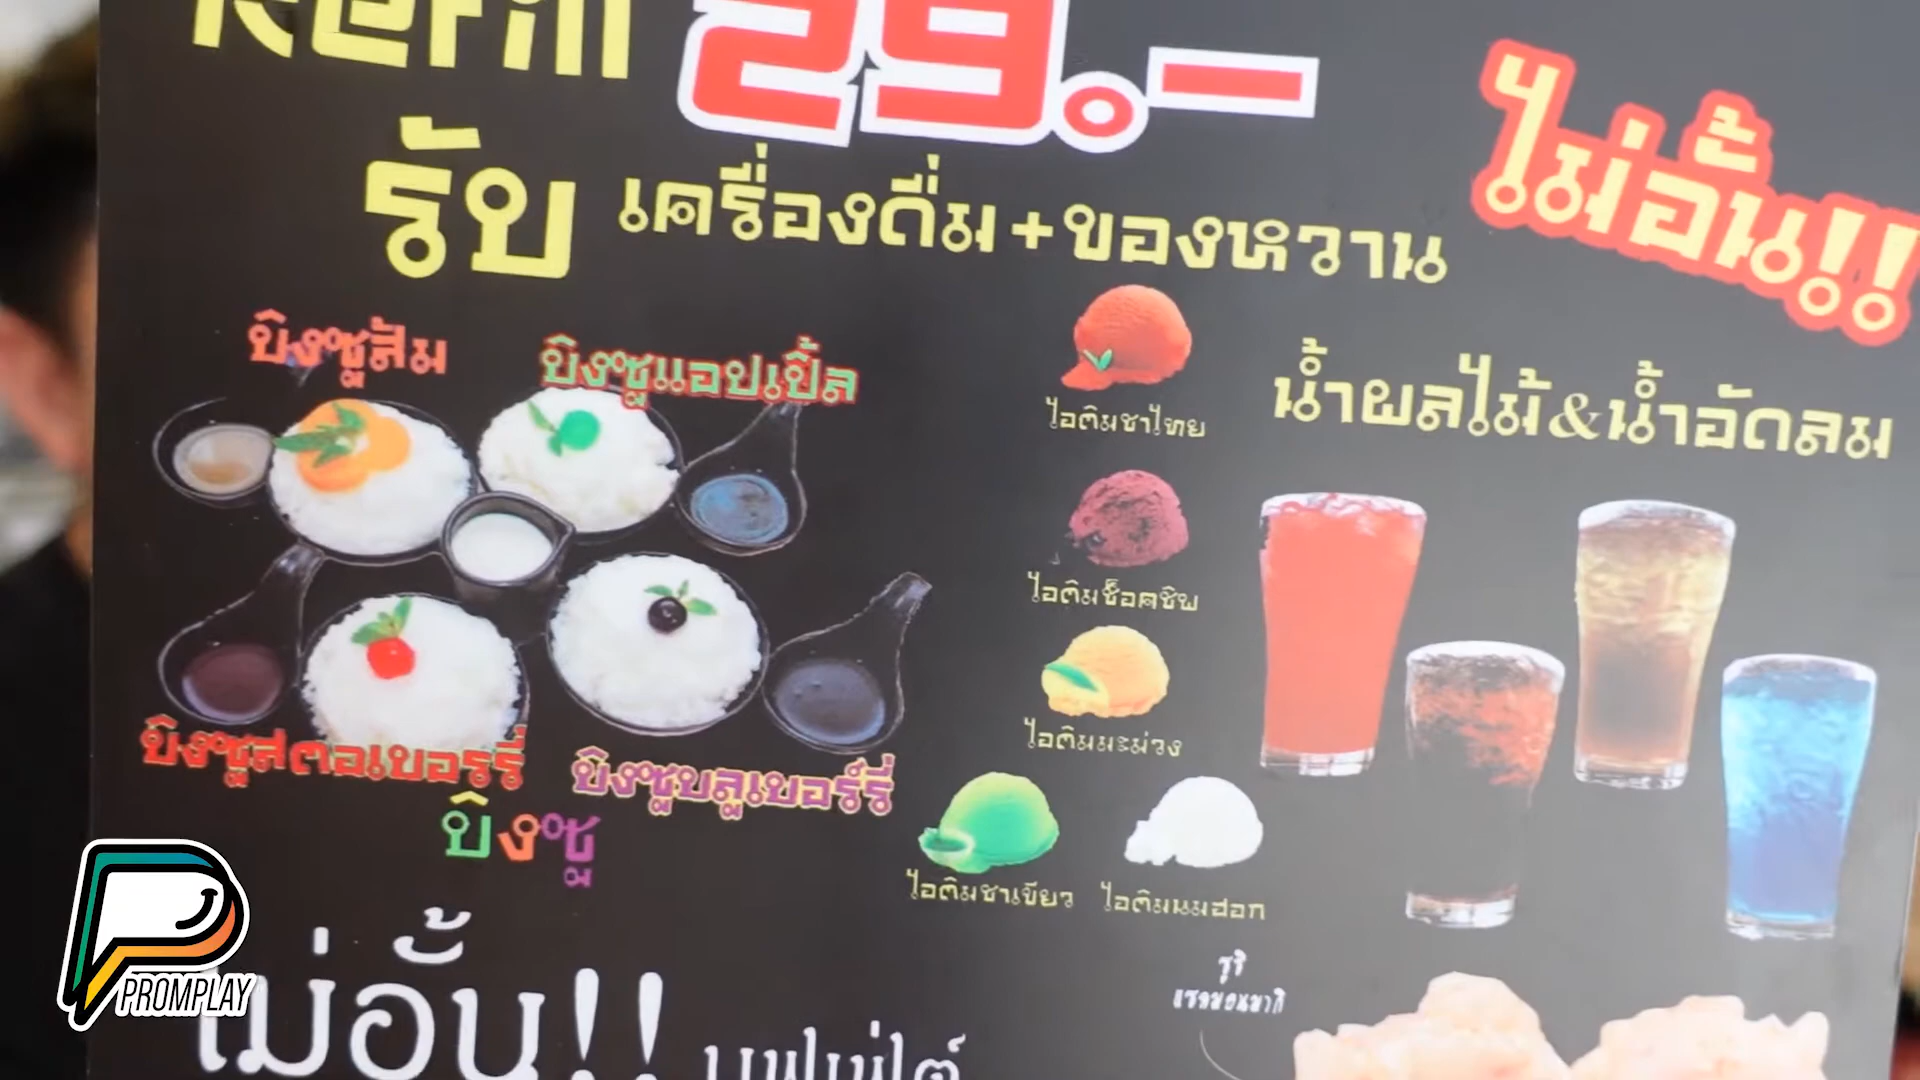 Refill 29.-
ไม่อั้น!!
รับ เครื่องดื่ม+ของหวาน
บิงซูส้ม
บิงซูแอปเปิ้ล
ไอติมชาไทย
น้ำผลไม้&น้ำอัดลม
ไอติมช็อคชิพ
ไอติมมะม่วง
บิงซูสตอเบอรรี่
บิงซูบลูเบอร์รี่
บิงซู
ไอติมชาเขียว
ไอติมนมฮอก
ไม่อั้น!! บุฟเฟ่ต์
PROMPLAY